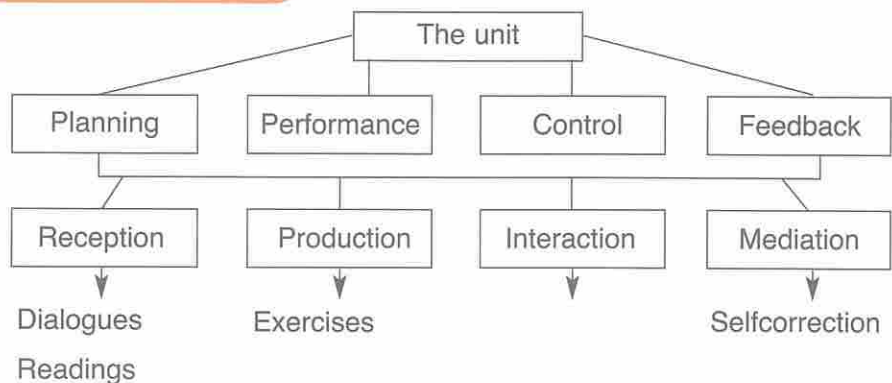 The unit
Planning Performance Control Feedback
Reception Production Interaction Mediation
Dialogues Exercises Selfcorrection
Readings